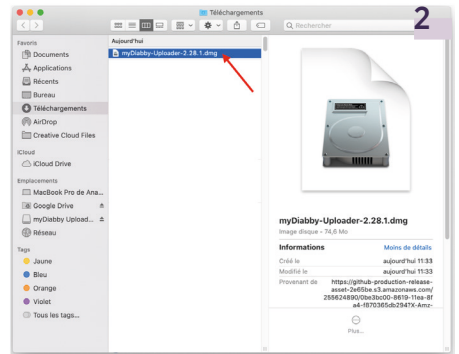 Téléchargements
2
Rechercher
Favoris
Documents
Applications
Récents
Bureau
Téléchargements
AirDrop
Creative Cloud Files
iCloud
iCloud Drive
Emplacements
MacBook Pro de Ana...
Google Drive
myDiabby Upload...
Réseau
Tags
Jaune
Bleu
Orange
Violet
Tous les tags...
Aujourd'hui
myDiabby-Uploader-2.28.1.dmg
myDiabby-Uploader-2.28.1.dmg
Image disque - 74,6 Mo
Informations
Moins de détails
Créé le
aujourd'hui 11:33
Modifié le
aujourd'hui 11:33
Provenant de
https://github-production-release-
asset-2e65be.s3.amazonaws.com/
255624890/0be3bc00-8619-11ea-8f
a4-f870365db294?X-Amz-
Plus...